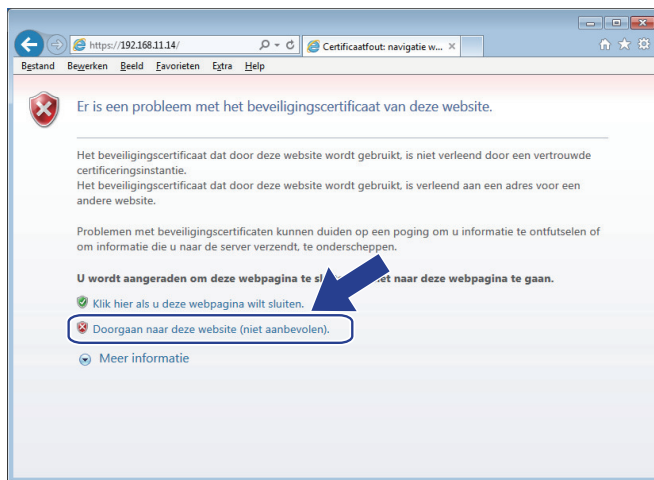 https://192.168.11.14/
Certificaatfout: navigatie w...
Bestand Bewerken Beeld Favorieten Extra Help
Er is een probleem met het beveiligingscertificaat van deze website.
Het beveiligingscertificaat dat door deze website wordt gebruikt, is niet verleend door een vertrouwde
certificeringsinstantie.
Het beveiligingscertificaat dat door deze website wordt gebruikt, is verleend aan een adres voor een
andere website.
Problemen met beveiligingscertificaten kunnen duiden op een poging om u informatie te ontfutselen of
om informatie die u naar de server verzendt, te onderscheppen.
U wordt aangeraden om deze webpagina te naar deze webpagina te gaan.
Klik hier als u deze webpagina wilt sluiten.
Doorgaan naar deze website (niet aanbevolen).
Meer informatie